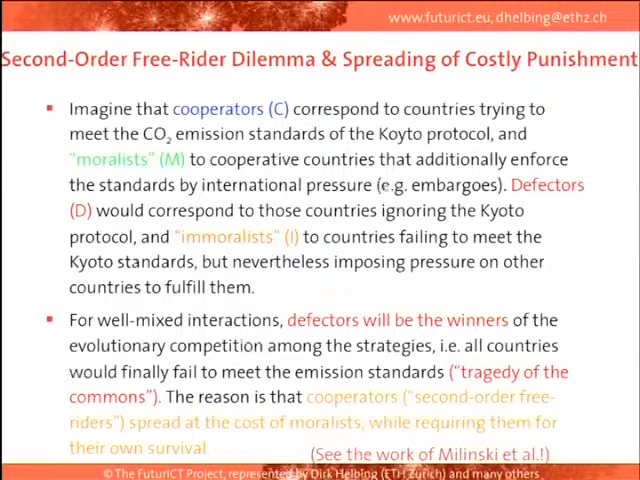 www.futurict.eu, dhelbing@ethz.ch
Second-Order Free-Rider Dilemma & Spreading of Costly Punishment
Imagine that cooperators (C) correspond to countries trying to
meet the CO₂ emission standards of the Koyto protocol, and
“moralists” (M) to cooperative countries that additionally enforce
the standards by international pressure (e.g. embargoes). Defectors
(D) would correspond to those countries ignoring the Kyoto
protocol, and “immoralists” (I) to countries failing to meet the
Kyoto standards, but nevertheless imposing pressure on other
countries to fulfill them.
For well-mixed interactions, defectors will be the winners of the
evolutionary competition among the strategies, i.e. all countries
would finally fail to meet the emission standards (“tragedy of the
commons”). The reason is that cooperators (“second-order free-
riders”) spread at the cost of moralists, while requiring them for
their own survival.
(See the work of Milinski et al.!)
© The FuturICT Project, represented by Dirk Helbing (ETH Zurich) and many others